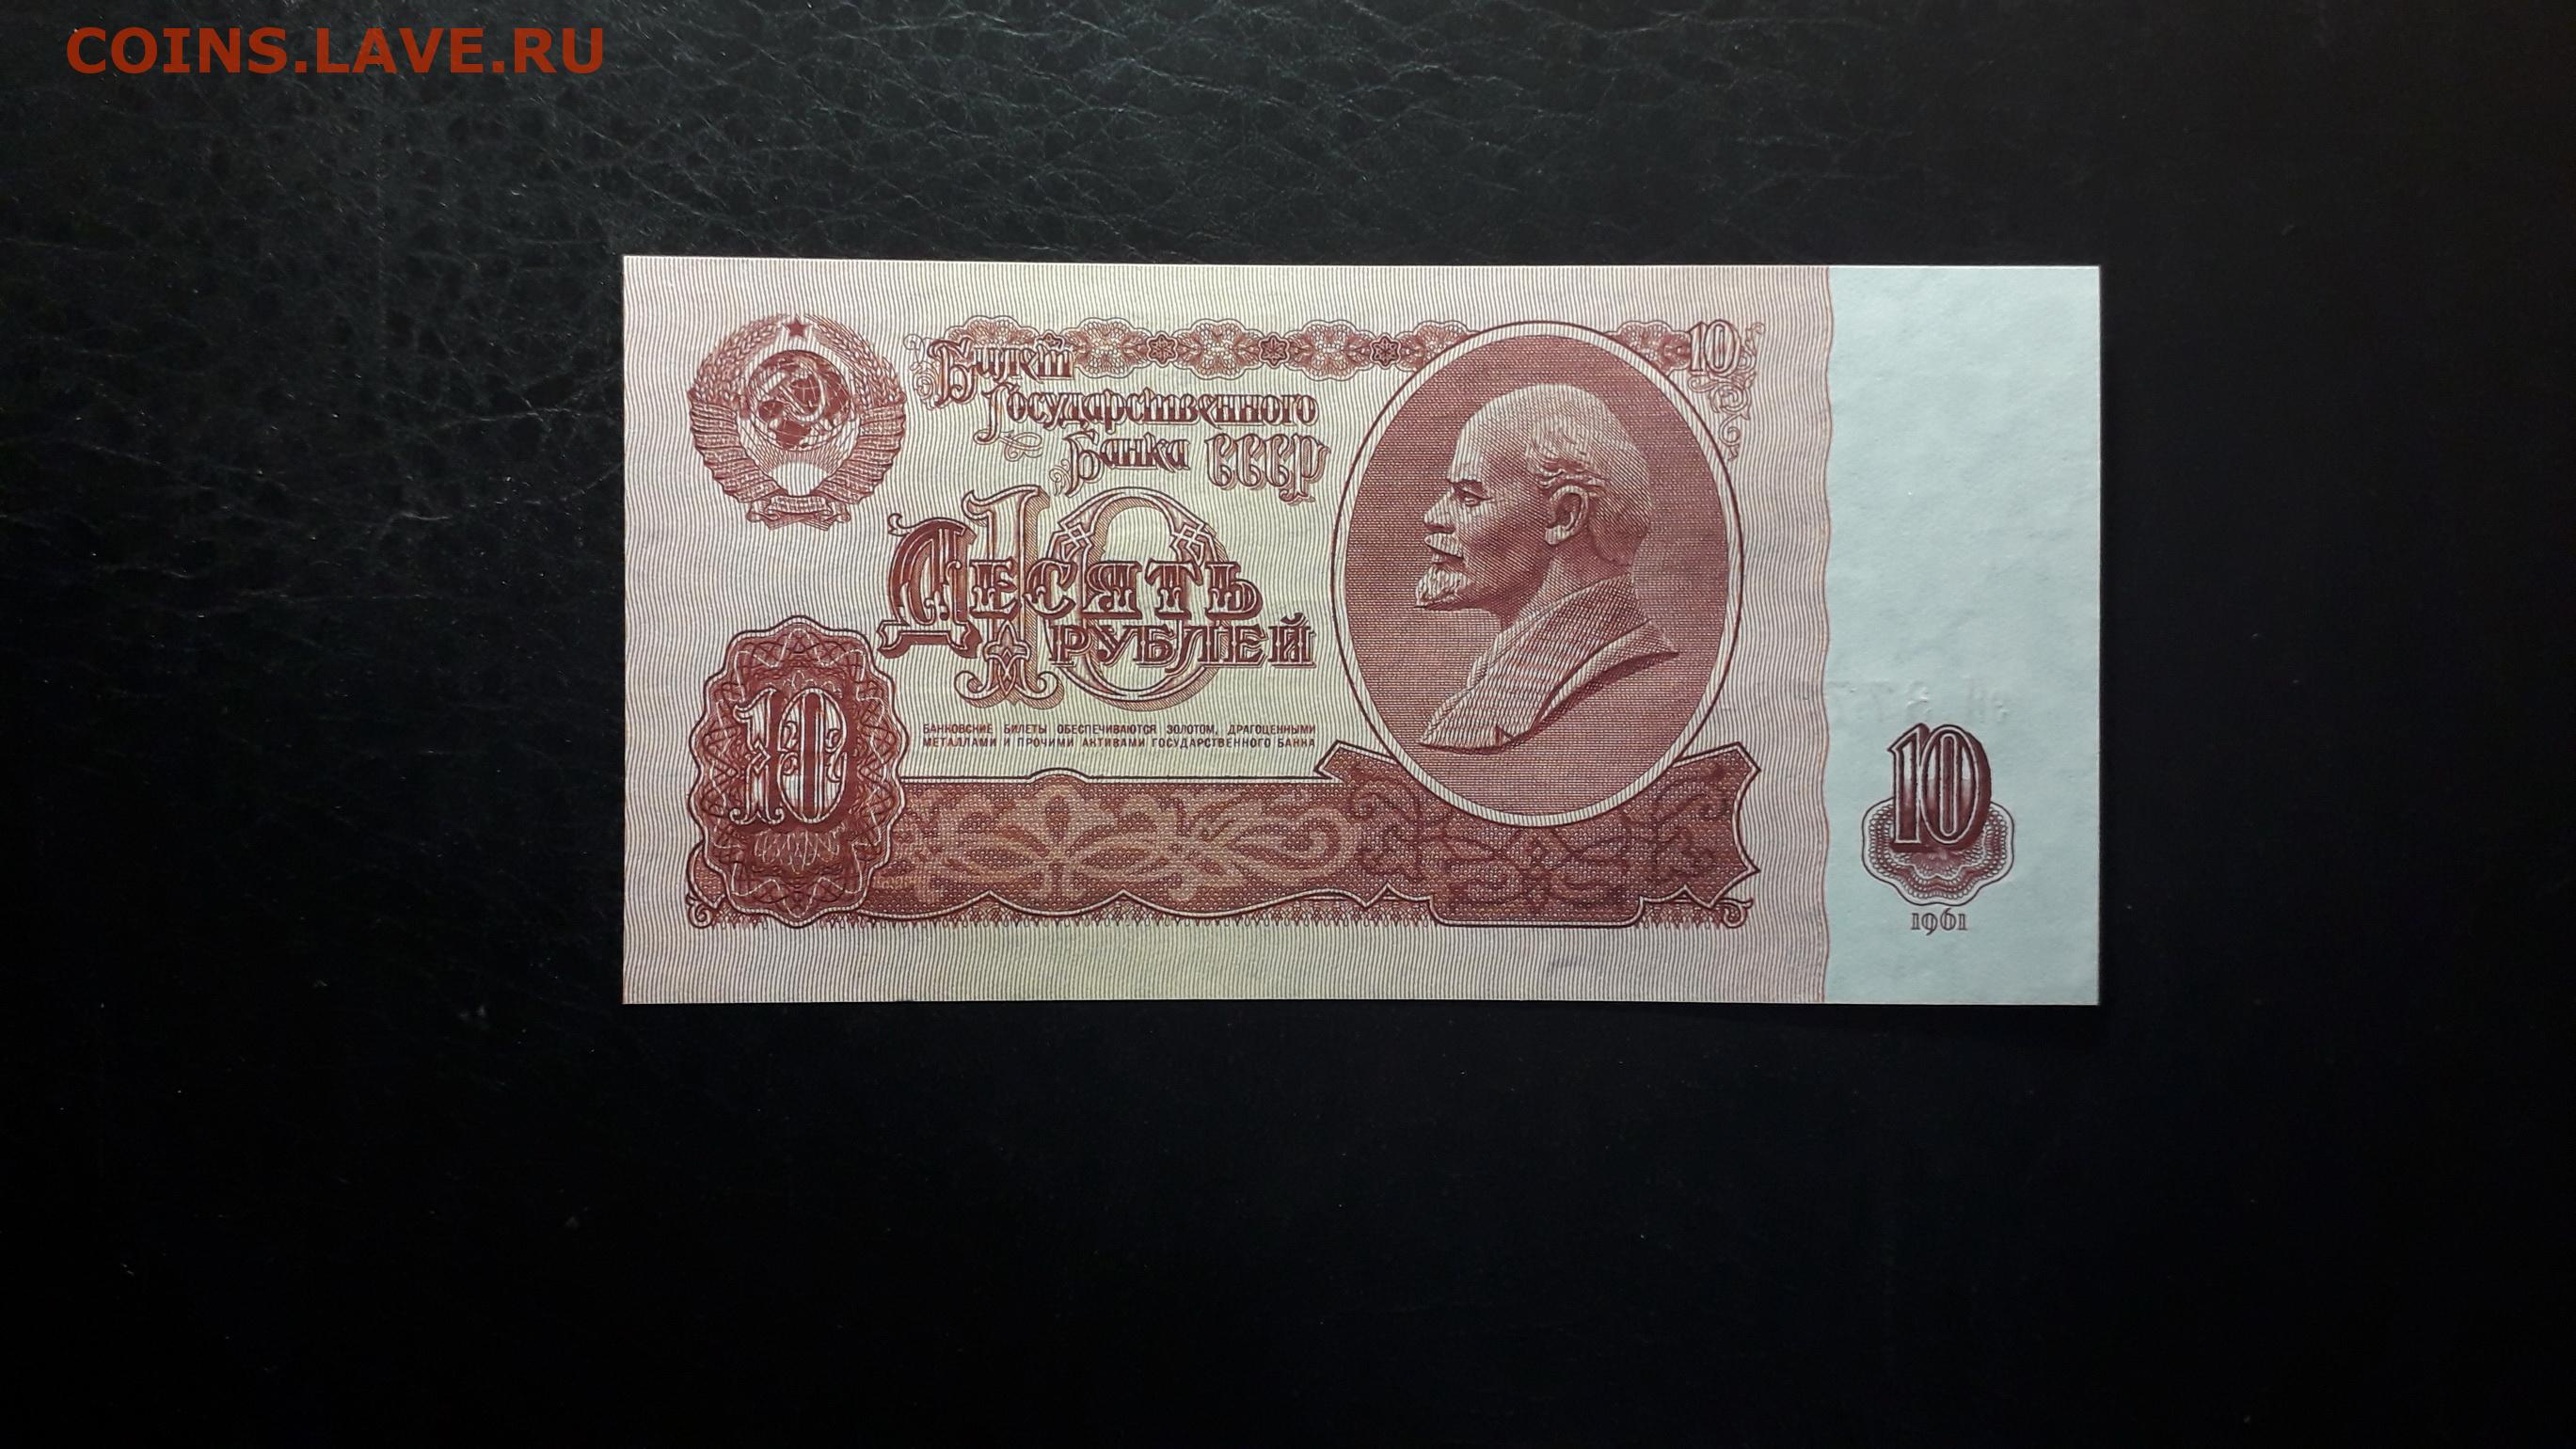 COINS.LAVE.RU
Билет
10
Государственного
Банка СССР
10
Десять
рублей
БАНКОВСКИЕ БИЛЕТЫ ОБЕСПЕЧИВАЮТСЯ ЗОЛОТОМ, ДРАГОЦЕННЫМИ
МЕТАЛЛАМИ И ПРОЧИМИ АКТИВАМИ ГОСУДАРСТВЕННОГО БАНКА
10
10
1961